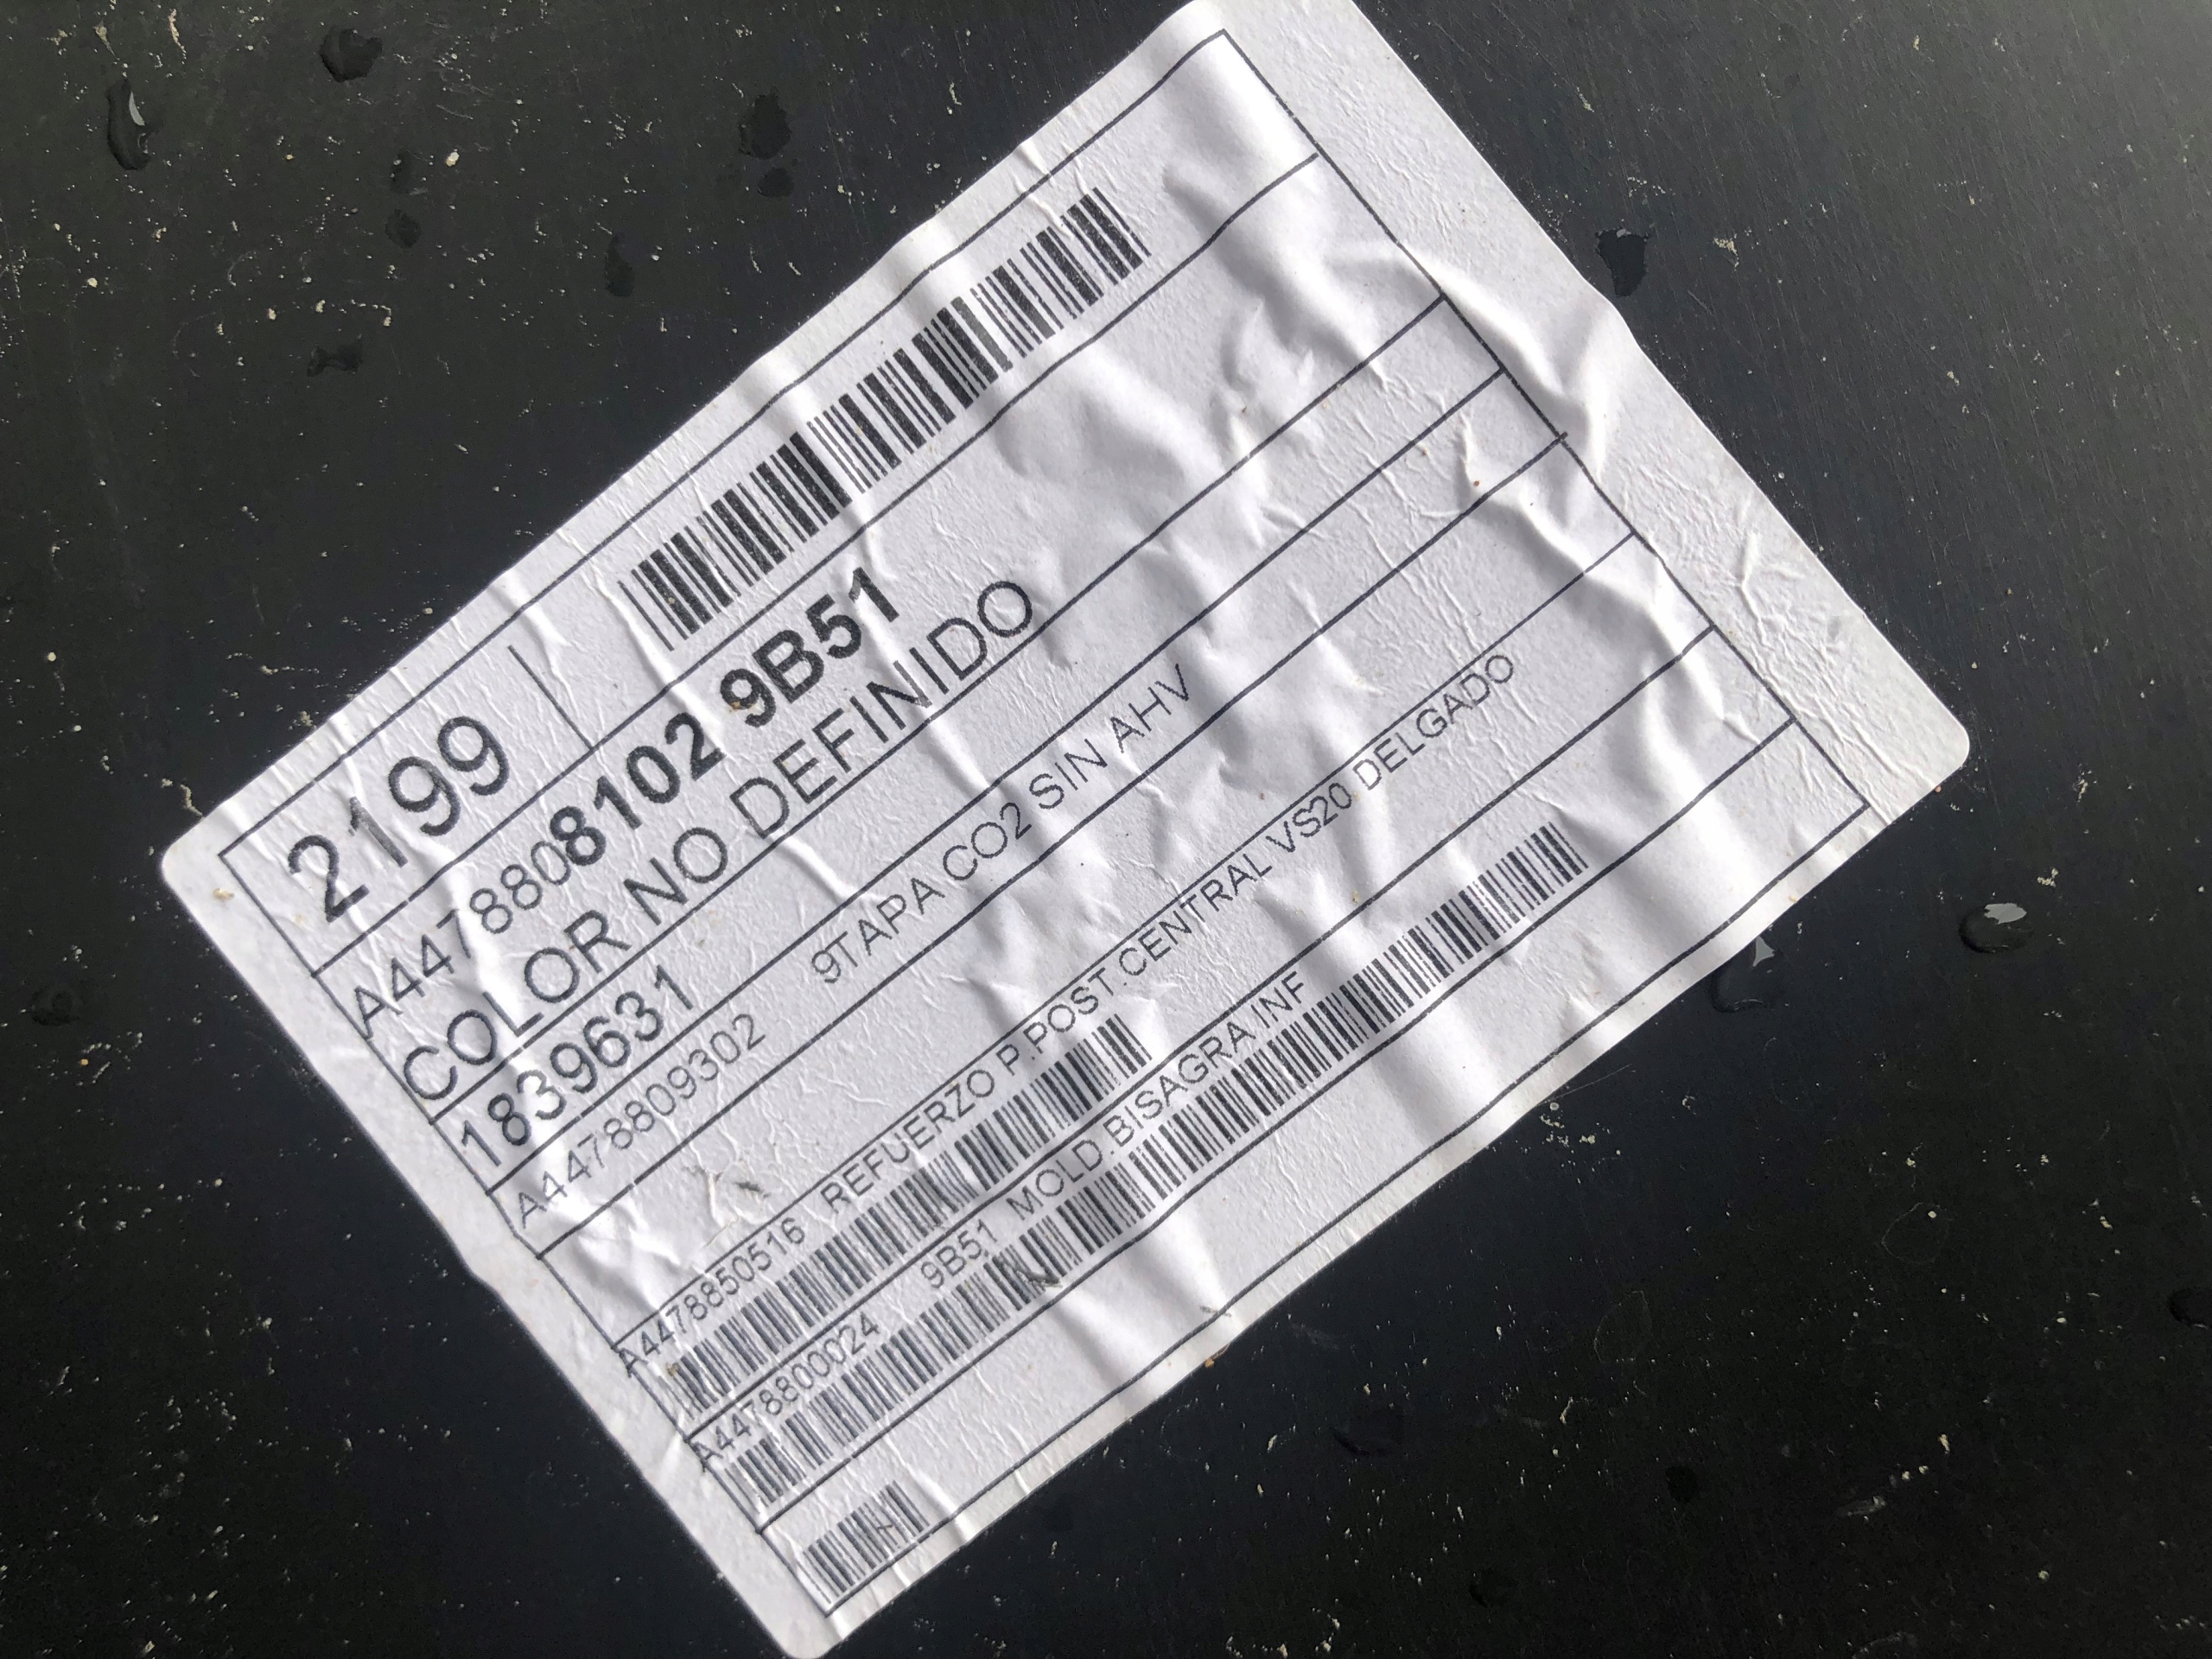 2199
A4478808102 9B51
COLOR NO DEFINIDO
1839631
A4478809302 9TAPA CO2 SIN AHV
A4478850516 REFUERZO P.POST.CENTRAL VS20 DELGADO
A4478800024 9B51 MOLD.BISAGRA INF